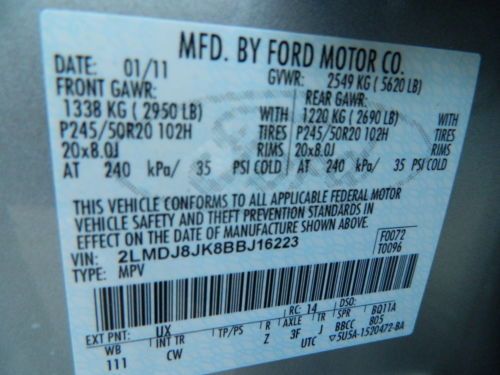 MFD. BY FORD MOTOR CO.
DATE: 01/11 GVWR: 2549 KG ( 5620 LB)
FRONT GAWR: REAR GAWR:
1338 KG ( 2950 LB) WITH 1220 KG ( 2690 LB) WITH
P245/50R20 102H TIRES P245/50R20 102H TIRES
20x8.0J RIMS 20x8.0J RIMS
AT 240 kPa/ 35 PSI COLD AT 240 kPa/ 35 PSI COLD
THIS VEHICLE CONFORMS TO ALL APPLICABLE FEDERAL MOTOR
VEHICLE SAFETY AND THEFT PREVENTION STANDARDS IN
EFFECT ON THE DATE OF MANUFACTURE SHOWN ABOVE.
VIN: 2LMDJ8JK8BBJ16223 F0072
TYPE: MPV T0096
RC: 14 DSO:
EXT PNT: UX BQ11A
WB INT TR TP/PS R AXLE TR SPR 805
111 CW Z 3F J BBCC
UTC ▽5U5A-1520472-BA